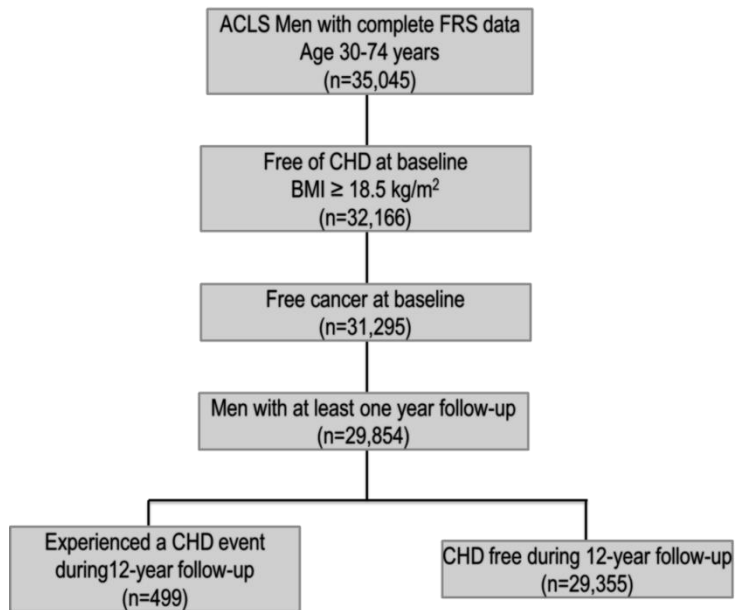 ACLS Men with complete FRS data
Age 30-74 years
(n=35,045)
Free of CHD at baseline
BMI ≥ 18.5 kg/m²
(n=32,166)
Free cancer at baseline
(n=31,295)
Men with at least one year follow-up
(n=29,854)
Experienced a CHD event
during12-year follow-up
(n=499)
CHD free during 12-year follow-up
(n=29,355)